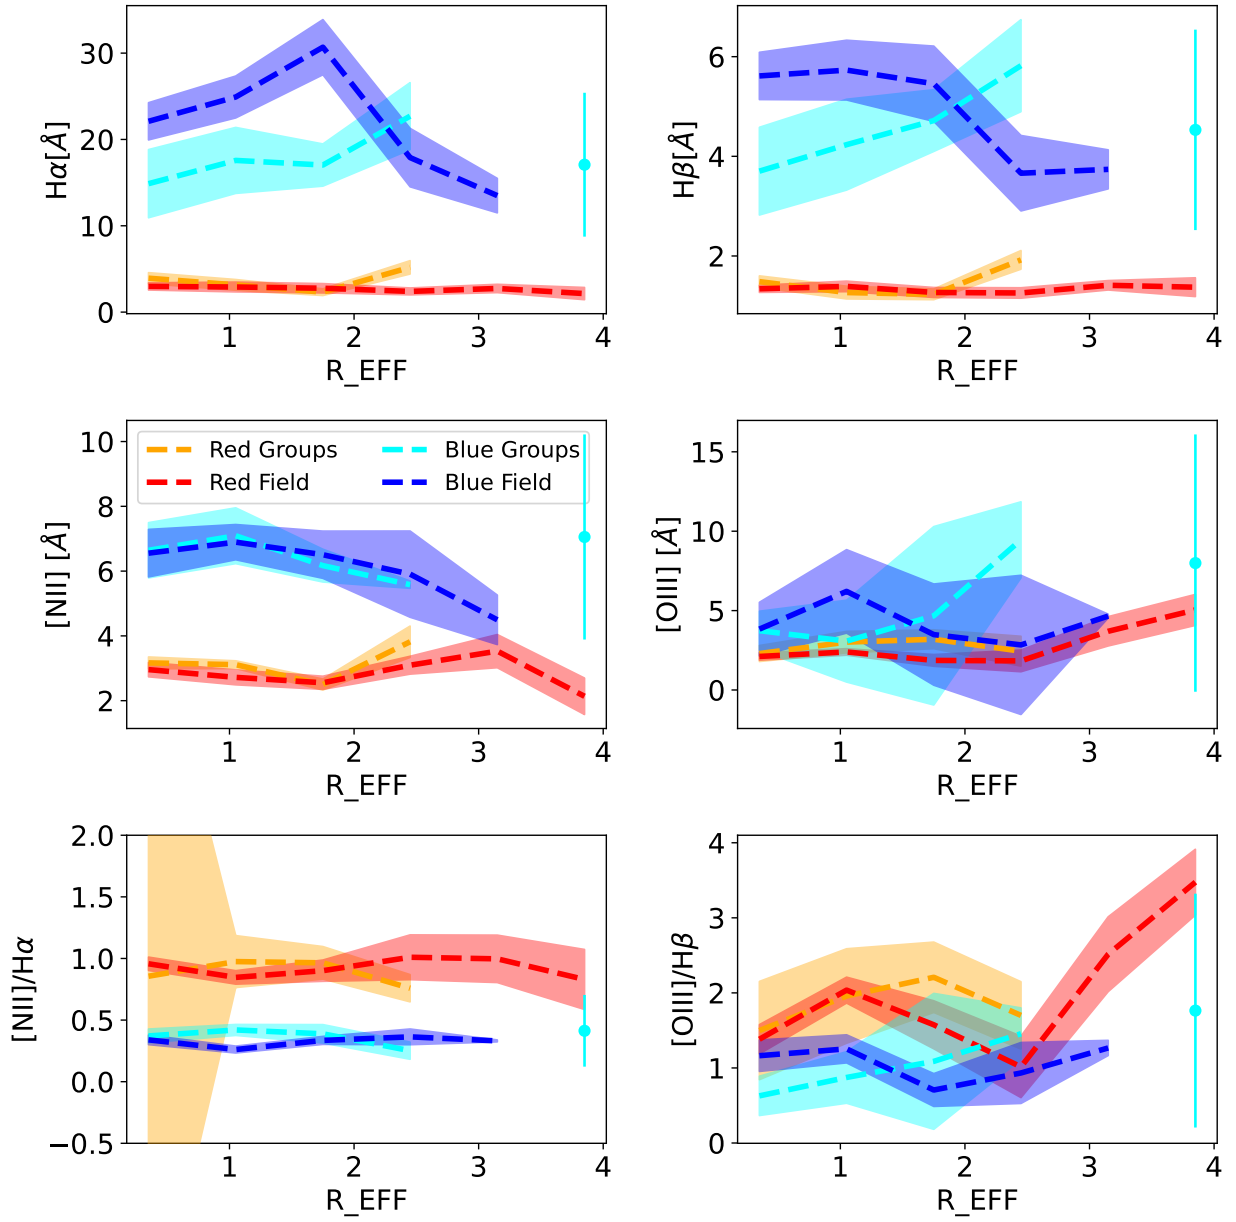 Hα[Å]
30
20
10
0
1 2 3 4
R_EFF
Hβ[Å]
6
4
2
1 2 3 4
R_EFF
[NII] [Å]
10
8
6
4
2
Red Groups Blue Groups
Red Field Blue Field
1 2 3 4
R_EFF
[OIII] [Å]
15
10
5
0
1 2 3 4
R_EFF
[NII]/Hα
2.0
1.5
1.0
0.5
0.0
−0.5
1 2 3 4
R_EFF
[OIII]/Hβ
4
3
2
1
0
1 2 3 4
R_EFF